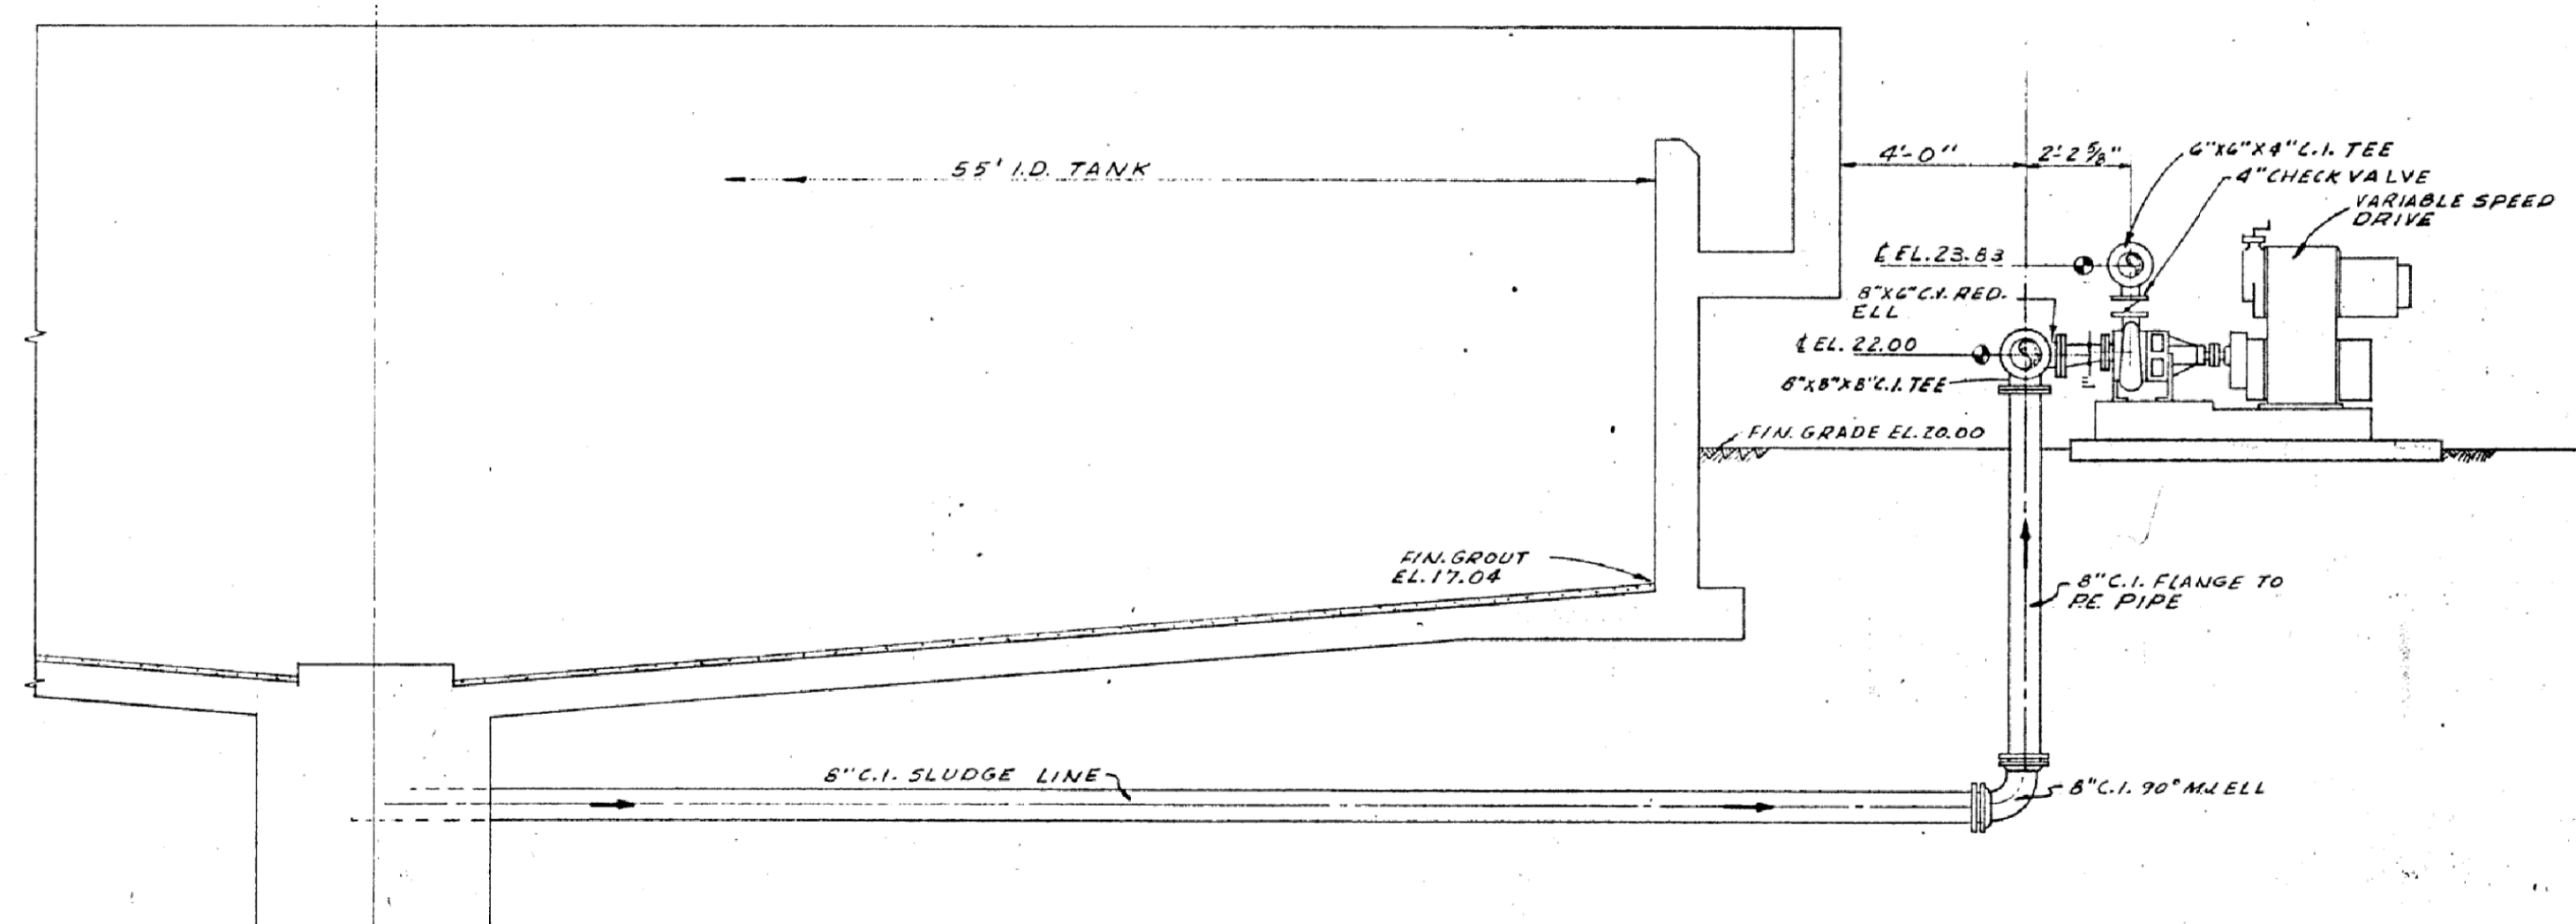 55' I.D. TANK
4'-0"
2'-2 5/8"
6"X6"X4" C.I. TEE
4" CHECK VALVE
VARIABLE SPEED
DRIVE
℄ EL. 23.83
8"X6" C.I. RED.
ELL
℄ EL. 22.00
8"X8"X8" C.I. TEE
FIN. GRADE EL. 20.00
FIN. GROUT
EL. 17.04
8" C.I. FLANGE TO
P.E. PIPE
8" C.I. SLUDGE LINE
8" C.I. 90° M.J. ELL